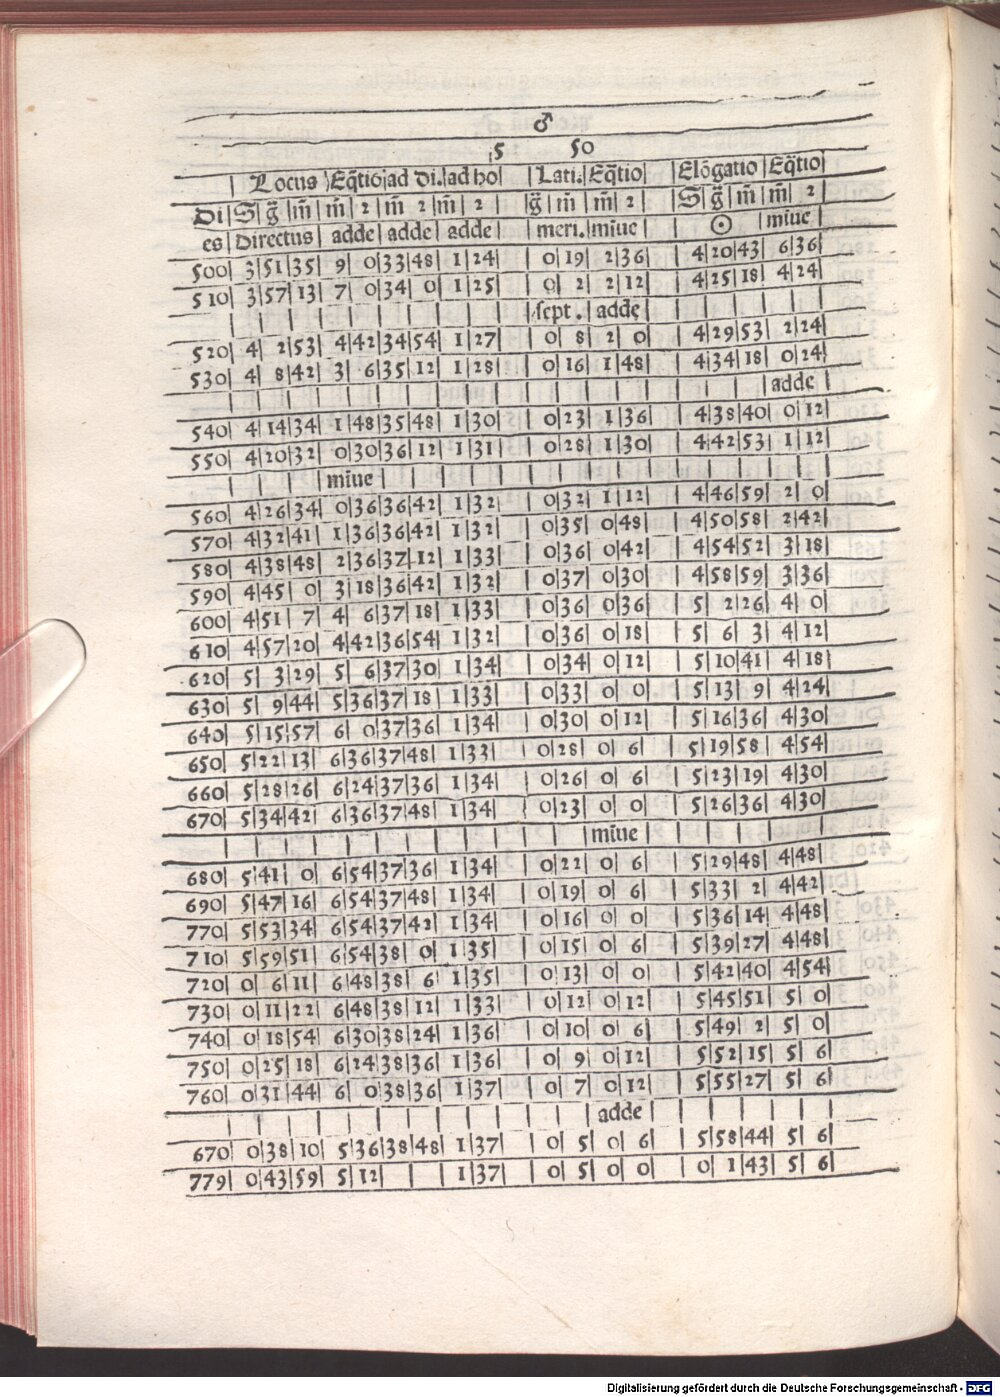 ♂
5 50
Locus Eq̃tio ad Di. ad ho Lati. Eq̃tio Elõgatio Eq̃tio
Di S g̃ m̃ m̃ 2 m̃ 2 m̃ 2 g̃ m̃ m̃ 2 S g̃ m̃ m̃ 2
es Directus adde adde adde meri. miue ☉ miue
500 3 51 35 9 0 33 48 1 24 0 19 2 36 4 20 43 6 36
510 3 57 13 7 0 34 0 1 25 0 2 2 12 4 25 18 4 24
sept. adde
520 4 2 53 4 42 34 54 1 27 0 8 2 0 4 29 53 2 24
530 4 8 42 3 6 35 12 1 28 0 16 1 48 4 34 18 0 24
adde
540 4 14 34 1 48 35 48 1 30 0 23 1 36 4 38 40 0 12
550 4 20 32 0 30 36 12 1 31 0 28 1 30 4 42 53 1 12
miue
560 4 26 34 0 36 36 42 1 32 0 32 1 12 4 46 59 2 0
570 4 32 41 1 36 36 42 1 32 0 35 0 48 4 50 58 2 42
580 4 38 48 2 36 37 12 1 33 0 36 0 42 4 54 52 3 18
590 4 45 0 3 18 36 42 1 32 0 37 0 30 4 58 59 3 36
600 4 51 7 4 6 37 18 1 33 0 36 0 36 5 2 26 4 0
610 4 57 20 4 42 36 54 1 32 0 36 0 18 5 6 3 4 12
620 5 3 29 5 6 37 30 1 34 0 34 0 12 5 10 41 4 18
630 5 9 44 5 36 37 18 1 33 0 33 0 0 5 13 9 4 24
640 5 15 57 6 0 37 36 1 34 0 30 0 12 5 16 36 4 30
650 5 22 13 6 36 37 48 1 33 0 28 0 6 5 19 58 4 54
660 5 28 26 6 24 37 36 1 34 0 26 0 6 5 23 19 4 30
670 5 34 42 6 36 37 48 1 34 0 23 0 0 5 26 36 4 30
miue
680 5 41 0 6 54 37 36 1 34 0 22 0 6 5 29 48 4 48
690 5 47 16 6 54 37 48 1 34 0 19 0 6 5 33 2 4 42
770 5 53 34 6 54 37 42 1 34 0 16 0 0 5 36 14 4 48
710 5 59 51 6 54 38 0 1 35 0 15 0 6 5 39 27 4 48
720 0 6 11 6 48 38 6 1 35 0 13 0 0 5 42 40 4 54
730 0 11 22 6 48 38 12 1 33 0 12 0 12 5 45 51 5 0
740 0 18 54 6 30 38 24 1 36 0 10 0 6 5 49 2 5 0
750 0 25 18 6 24 38 36 1 36 0 9 0 12 5 52 15 5 6
760 0 31 44 6 0 38 36 1 37 0 7 0 12 5 55 27 5 6
adde
670 0 38 10 5 36 38 48 1 37 0 5 0 6 5 58 44 5 6
779 0 43 59 5 12 1 37 0 5 0 0 0 1 43 5 6
Digitalisierung gefördert durch die Deutsche Forschungsgemeinschaft - DFG